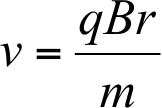 v = qBr / m